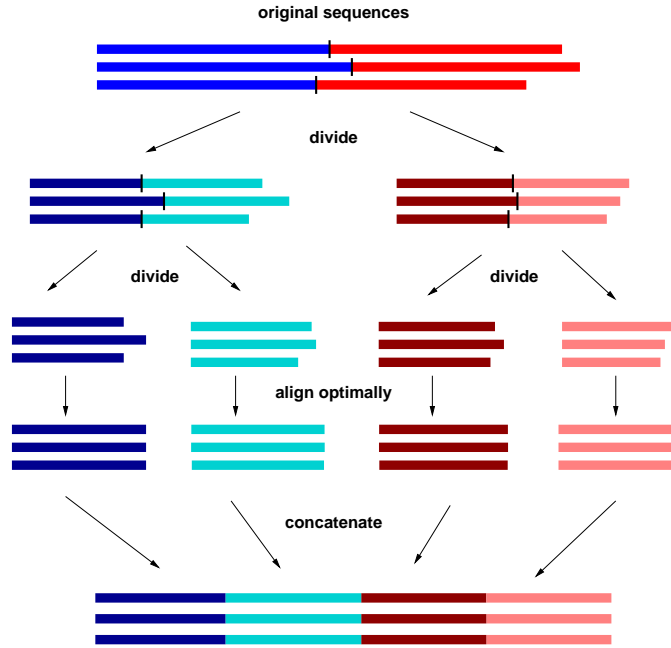 original sequences
divide
divide
divide
align optimally
concatenate